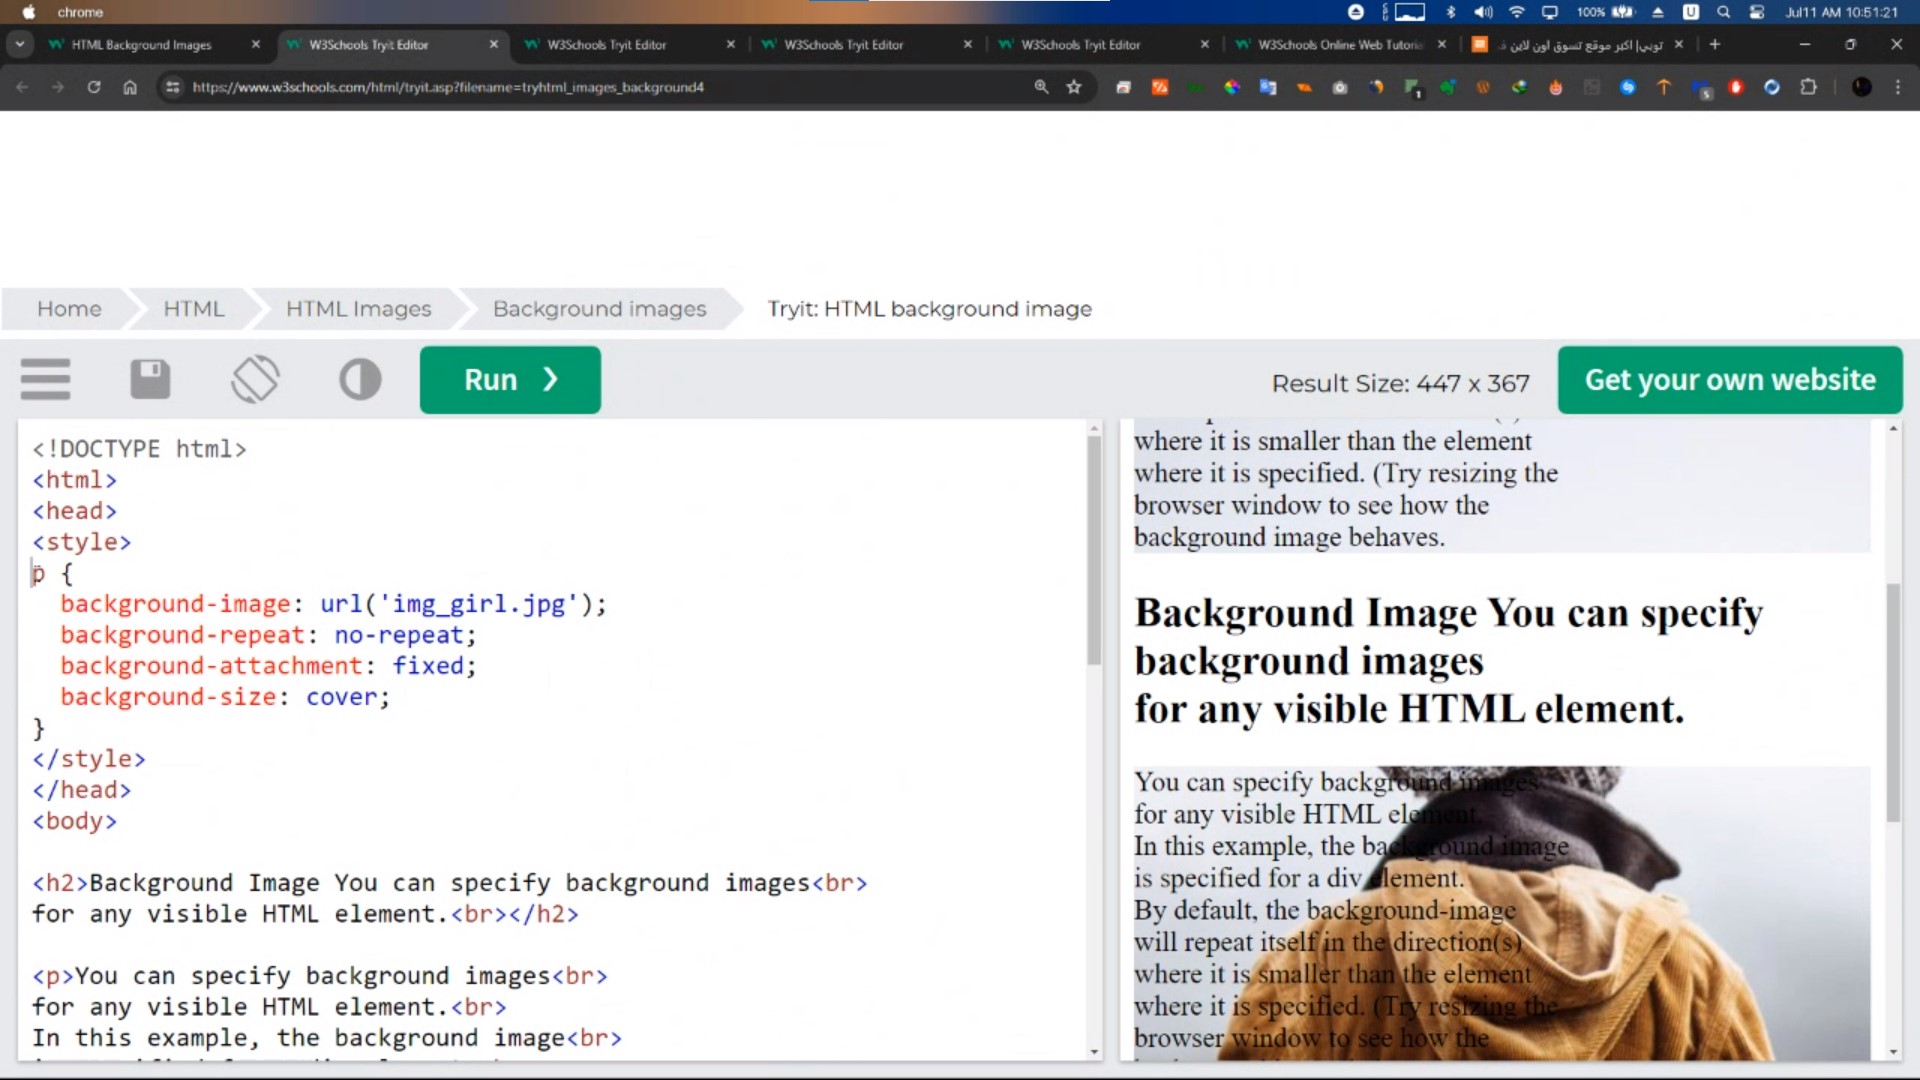 chrome
100%
U
Jul11 AM 10:51:21
HTML Background Images
W3Schools Tryit Editor
W3Schools Tryit Editor
W3Schools Tryit Editor
W3Schools Tryit Editor
W3Schools Online Web Tutoria
توبي| اكبر موقع تسوق اون لاين ف
https://www.w3schools.com/html/tryit.asp?filename=tryhtml_images_background4
1
5
Home
HTML
HTML Images
Background images
Tryit: HTML background image
Run ❯
Result Size: 447 x 367
Get your own website
<!DOCTYPE html>
<html>
<head>
<style>
p {
  background-image: url('img_girl.jpg');
  background-repeat: no-repeat;
  background-attachment: fixed;
  background-size: cover;
}
</style>
</head>
<body>
<h2>Background Image You can specify background images<br>
for any visible HTML element.<br></h2>
<p>You can specify background images<br>
for any visible HTML element.<br>
In this example, the background image<br>
where it is smaller than the element
where it is specified. (Try resizing the
browser window to see how the
background image behaves.
Background Image You can specify
background images
for any visible HTML element.
You can specify background images
for any visible HTML element.
In this example, the background image
is specified for a div element.
By default, the background-image
will repeat itself in the direction(s)
where it is smaller than the element
where it is specified. (Try resizing the
browser window to see how the